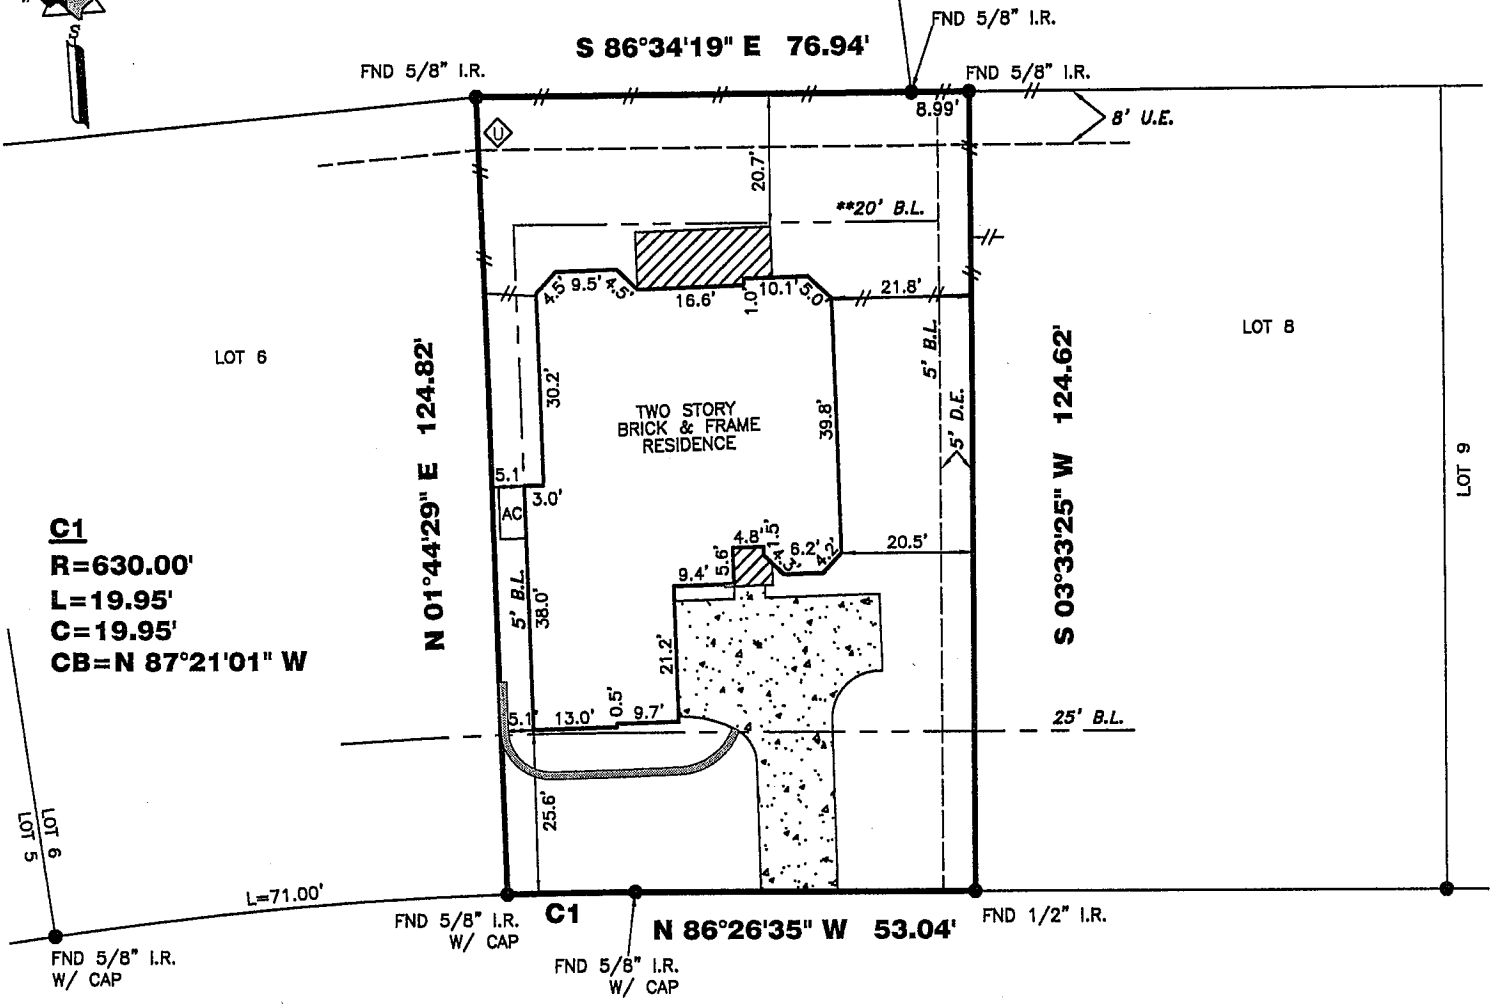 S
FND 5/8" I.R.
S 86°34'19" E 76.94'
FND 5/8" I.R.
FND 5/8" I.R.
8.99'
8' U.E.
U
20.7'
**20' B.L.
4.5'
9.5'
4.5'
16.6'
1.0'
10.1'
5.0'
21.8'
LOT 6
LOT 8
N 01°44'29" E 124.82'
30.2'
TWO STORY
BRICK & FRAME
RESIDENCE
39.8'
5' B.L.
5' D.E.
S 03°33'25" W 124.62'
LOT 9
5.1'
3.0'
AC
C1
R=630.00'
L=19.95'
C=19.95'
CB=N 87°21'01" W
5' B.L.
38.0'
9.4'
5.6'
4.8'
1.5'
6.2'
4.2'
20.5'
21.2'
5.1'
13.0'
0.5'
9.7'
25' B.L.
25.6'
LOT 6
LOT 5
L=71.00'
FND 5/8" I.R.
W/ CAP
C1
N 86°26'35" W 53.04'
FND 1/2" I.R.
FND 5/8" I.R.
W/ CAP
FND 5/8" I.R.
W/ CAP